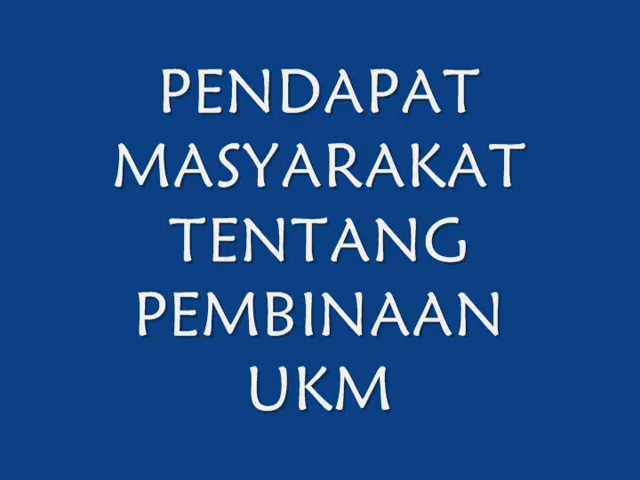 PENDAPAT
MASYARAKAT
TENTANG
PEMBINAAN
UKM